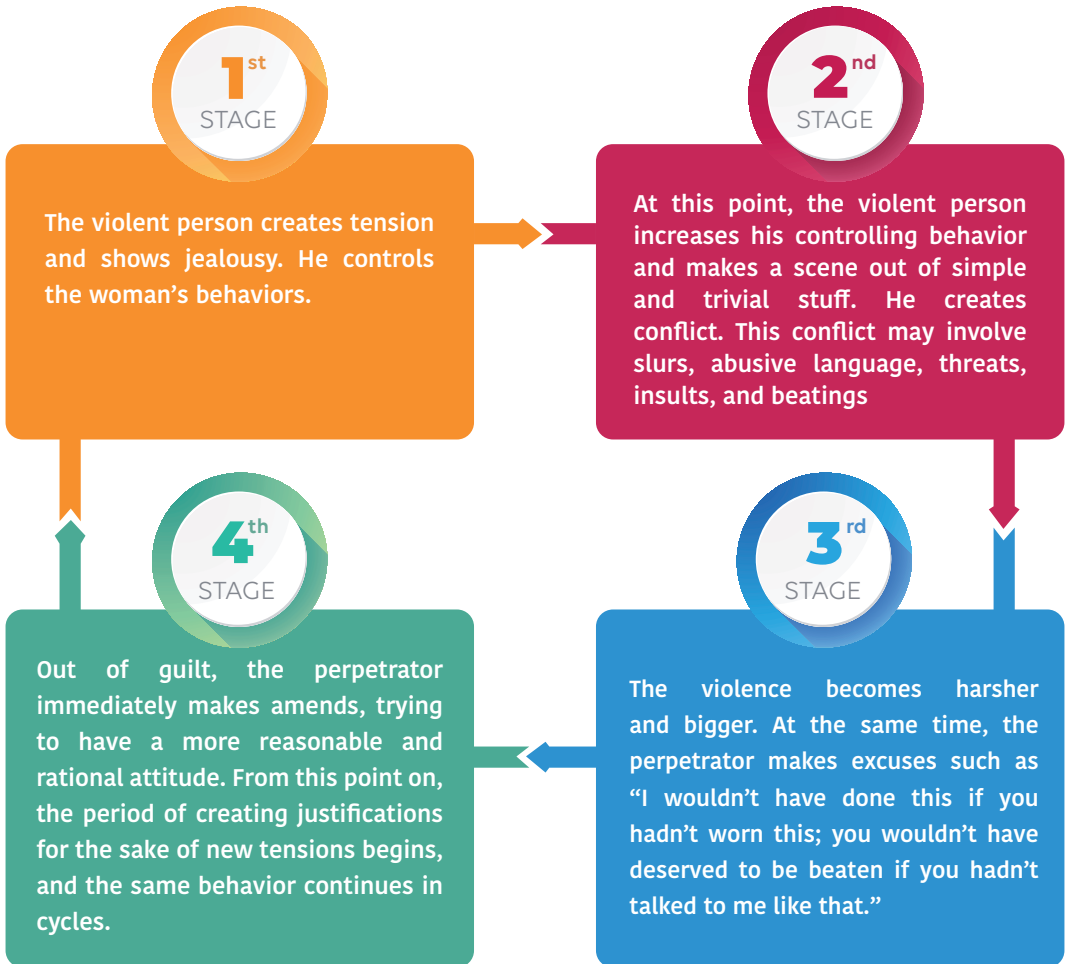 1st
STAGE
The violent person creates tension
and shows jealousy. He controls
the woman’s behaviors.
2nd
STAGE
At this point, the violent person
increases his controlling behavior
and makes a scene out of simple
and trivial stuff. He creates
conflict. This conflict may involve
slurs, abusive language, threats,
insults, and beatings
3rd
STAGE
The violence becomes harsher
and bigger. At the same time, the
perpetrator makes excuses such as
“I wouldn’t have done this if you
hadn’t worn this; you wouldn’t have
deserved to be beaten if you hadn’t
talked to me like that.”
4th
STAGE
Out of guilt, the perpetrator
immediately makes amends, trying
to have a more reasonable and
rational attitude. From this point on,
the period of creating justifications
for the sake of new tensions begins,
and the same behavior continues in
cycles.